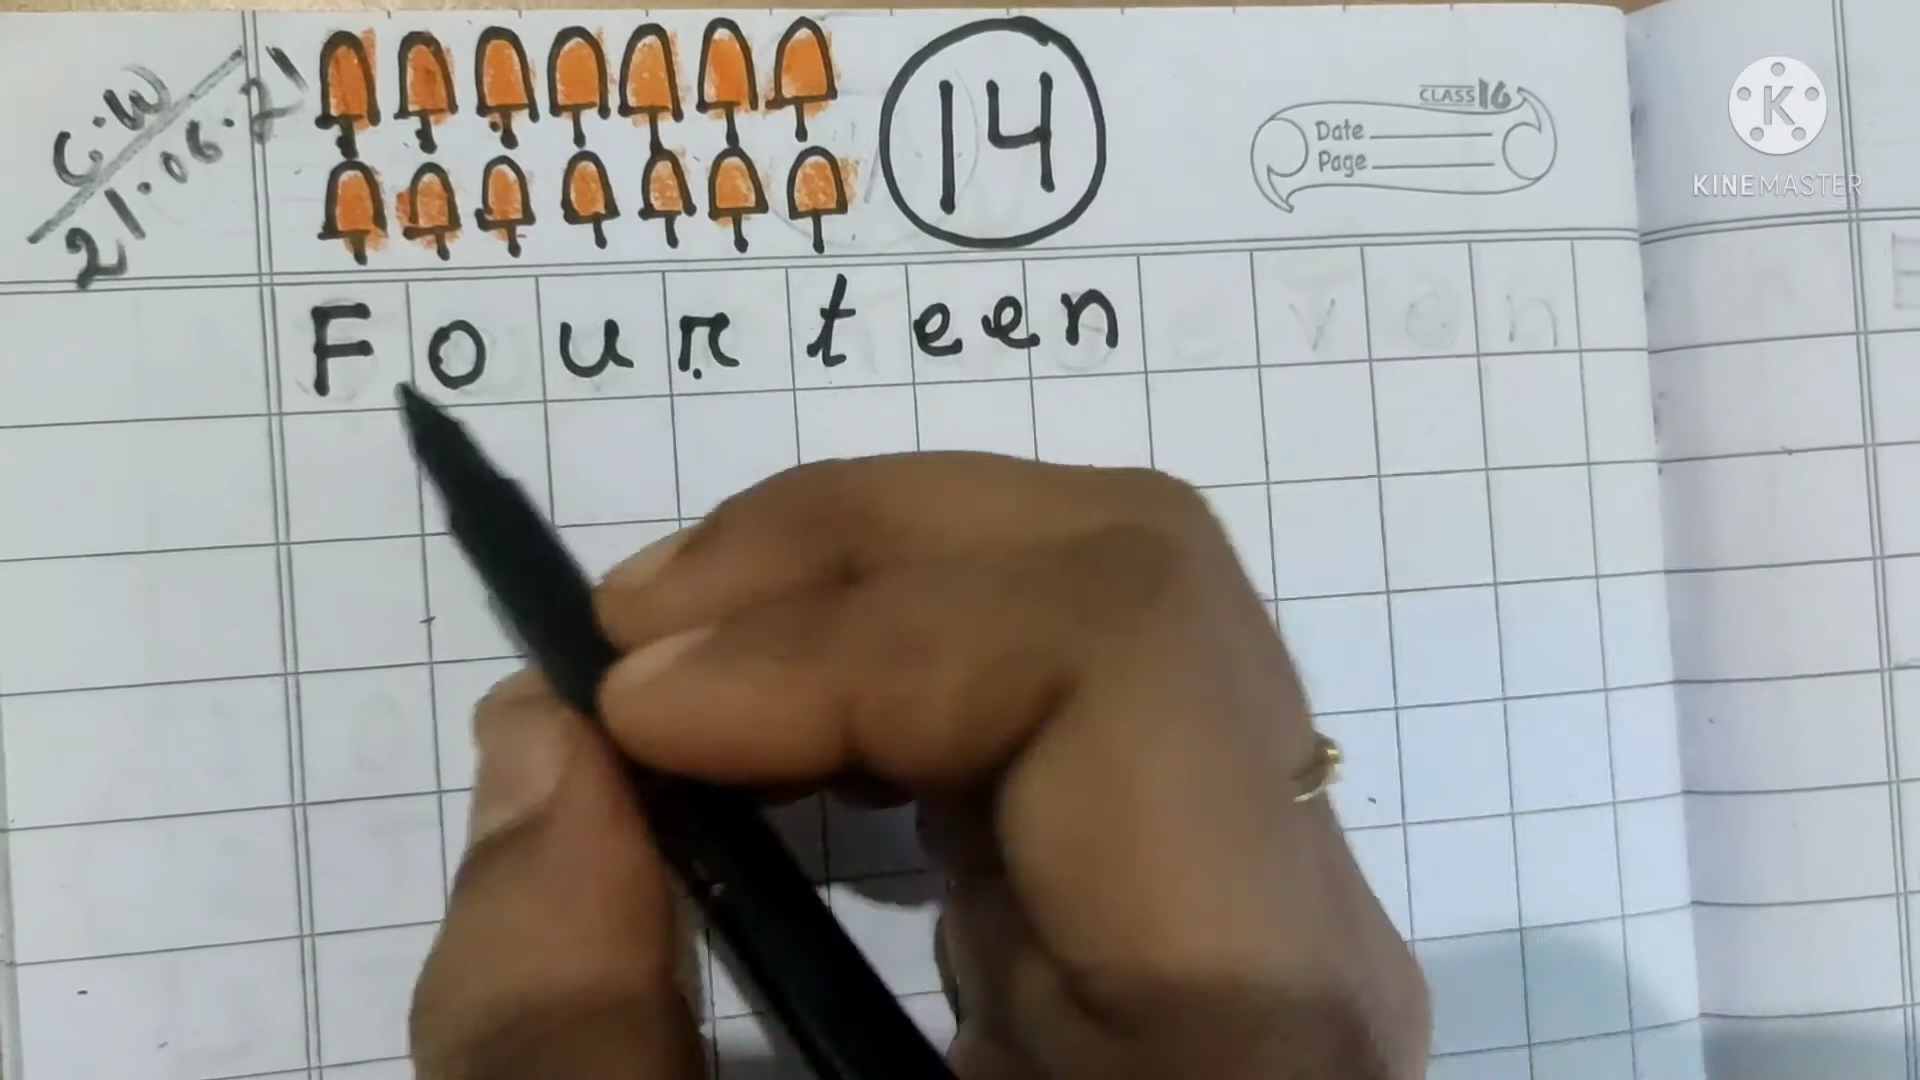 C.W
21.06.21
14
CLASS 16
Date
Page
KINEMASTER
Fourteen